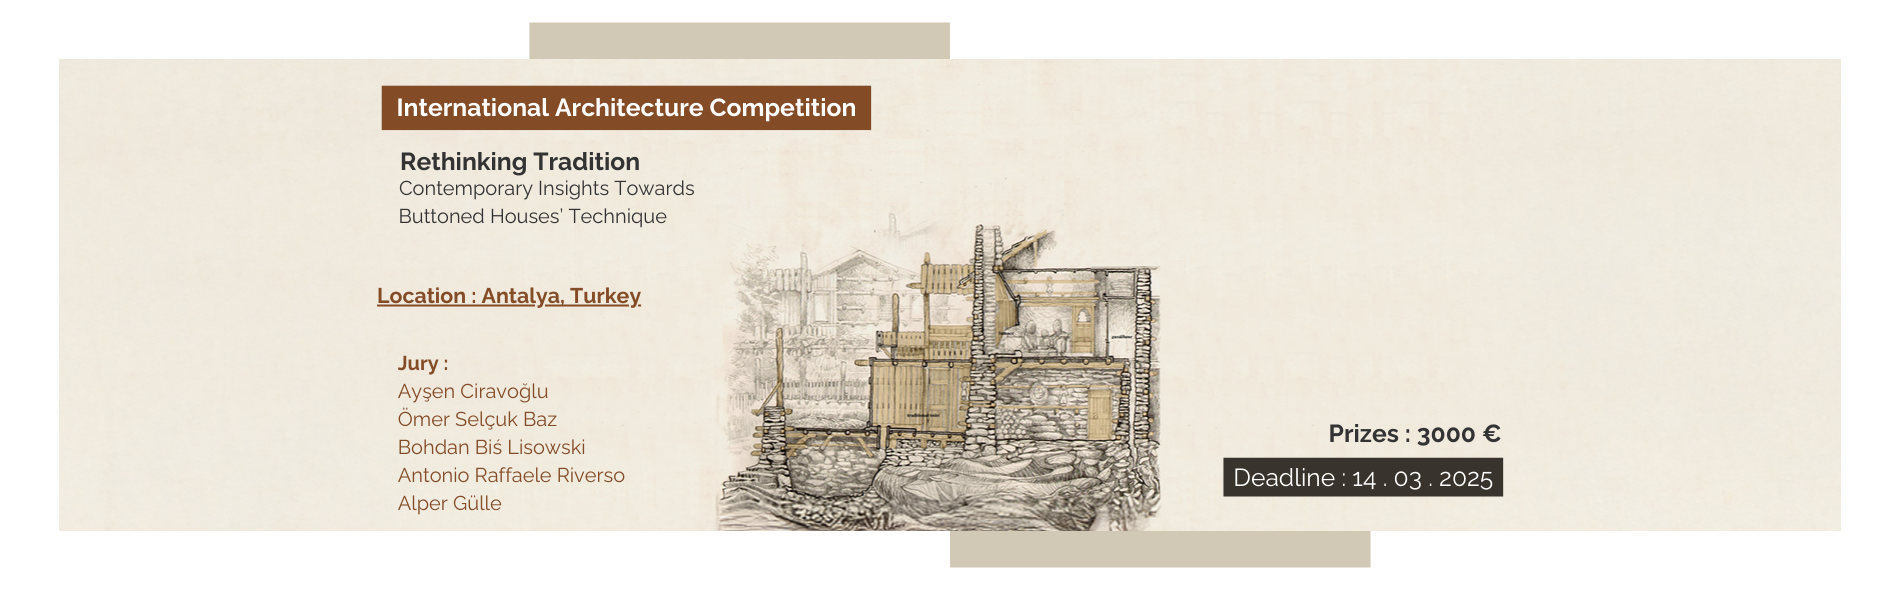 International Architecture Competition
Rethinking Tradition
Contemporary Insights Towards
Buttoned Houses' Technique
Location : Antalya, Turkey
Jury :
Ayşen Ciravoğlu
Ömer Selçuk Baz
Bohdan Biś Lisowski
Antonio Raffaele Riverso
Alper Gülle
Prizes : 3000 €
Deadline : 14 . 03 . 2025